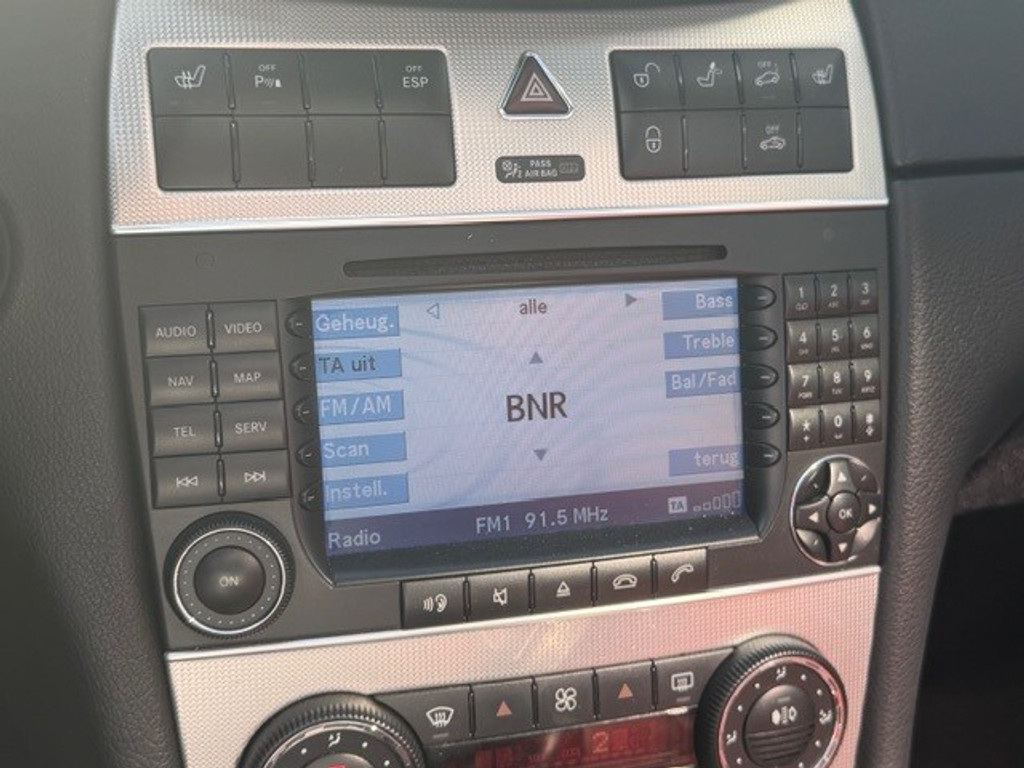 OFF
P
OFF
ESP
OFF
OFF
PASS
AIR BAG OFF
AUDIO VIDEO
NAV MAP
TEL SERV
ON
Geheug.
TA uit
FM/AM
Scan
Instell.
alle
BNR
Bass
Treble
Bal/Fad
terug
TA
FM1 91.5 MHz
Radio
1 2 3
4 5 6
7 8 9
* 0 #
OK
2